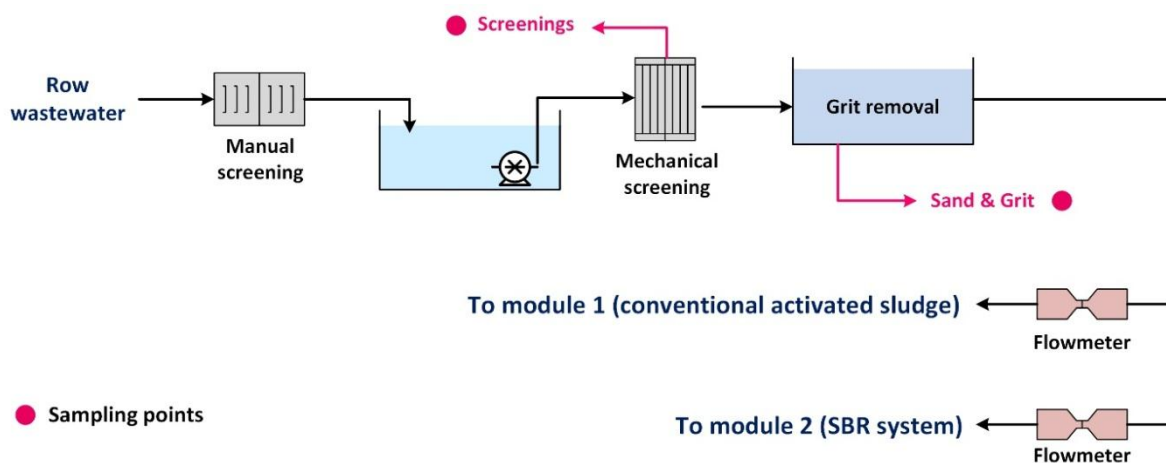 Screenings
Row
wastewater
Manual
screening
Mechanical
screening
Grit removal
Sand & Grit
To module 1 (conventional activated sludge)
Flowmeter
Sampling points
To module 2 (SBR system)
Flowmeter